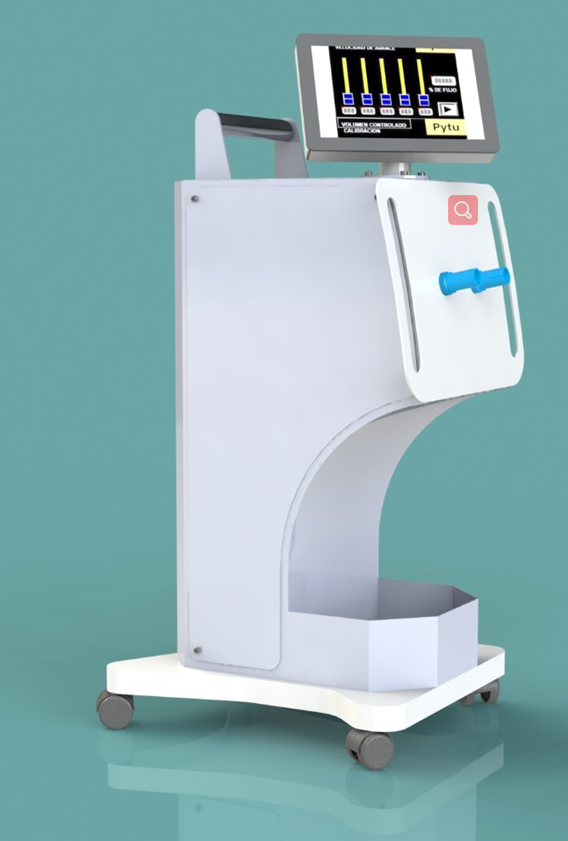 VELOCIDAD DE AVANCE
% DE FLUJO
VOLUMEN CONTROLADO
CALIBRACION
Pytu